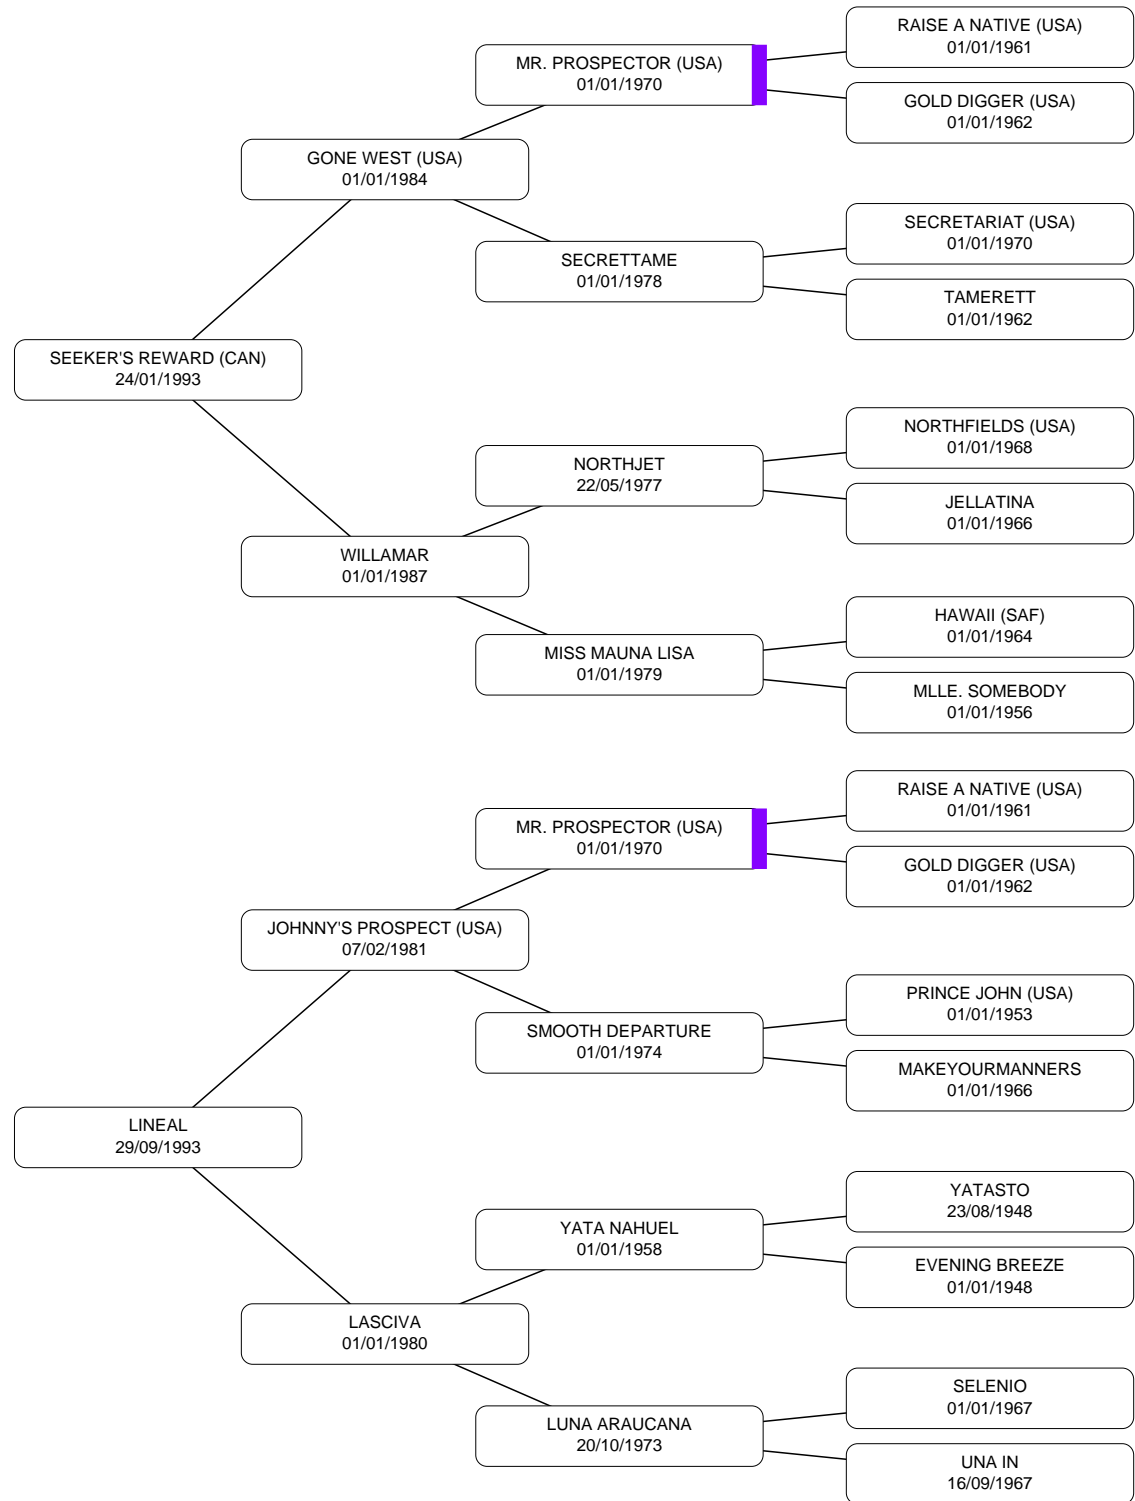 RAISE A NATIVE (USA)
01/01/1961
MR. PROSPECTOR (USA)
01/01/1970
GOLD DIGGER (USA)
01/01/1962
GONE WEST (USA)
01/01/1984
SECRETARIAT (USA)
01/01/1970
SECRETTAME
01/01/1978
TAMERETT
01/01/1962
SEEKER'S REWARD (CAN)
24/01/1993
NORTHFIELDS (USA)
01/01/1968
NORTHJET
22/05/1977
JELLATINA
01/01/1966
WILLAMAR
01/01/1987
HAWAII (SAF)
01/01/1964
MISS MAUNA LISA
01/01/1979
MLLE. SOMEBODY
01/01/1956
RAISE A NATIVE (USA)
01/01/1961
MR. PROSPECTOR (USA)
01/01/1970
GOLD DIGGER (USA)
01/01/1962
JOHNNY'S PROSPECT (USA)
07/02/1981
PRINCE JOHN (USA)
01/01/1953
SMOOTH DEPARTURE
01/01/1974
MAKEYOURMANNERS
01/01/1966
LINEAL
29/09/1993
YATASTO
23/08/1948
YATA NAHUEL
01/01/1958
EVENING BREEZE
01/01/1948
LASCIVA
01/01/1980
SELENIO
01/01/1967
LUNA ARAUCANA
20/10/1973
UNA IN
16/09/1967